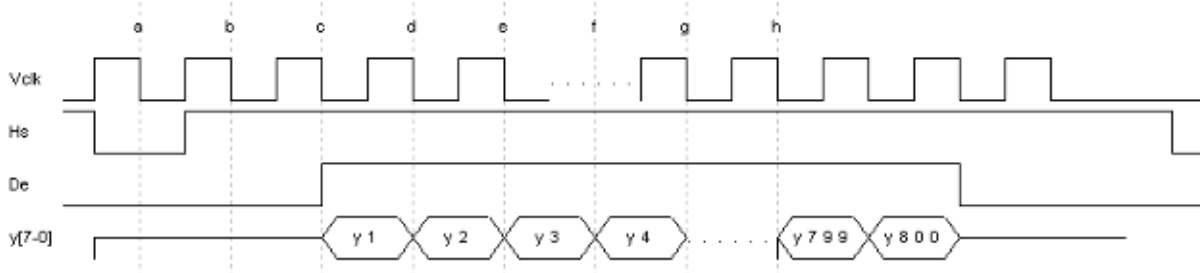 a b c d e f g h
Vclk
Hs
De
y[7-0] y 1 y 2 y 3 y 4 y 7 9 9 y 8 0 0